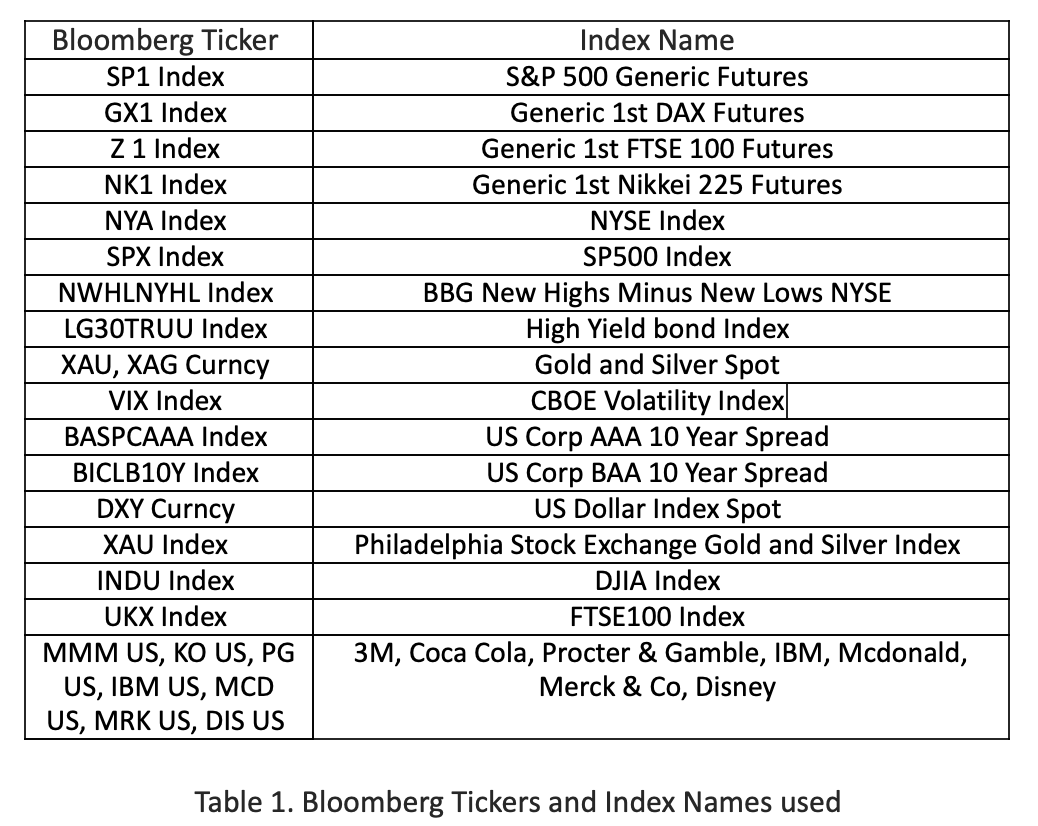 Bloomberg Ticker Index Name
SP1 Index S&P 500 Generic Futures
GX1 Index Generic 1st DAX Futures
Z 1 Index Generic 1st FTSE 100 Futures
NK1 Index Generic 1st Nikkei 225 Futures
NYA Index NYSE Index
SPX Index SP500 Index
NWHLNYHL Index BBG New Highs Minus New Lows NYSE
LG30TRUU Index High Yield bond Index
XAU, XAG Curncy Gold and Silver Spot
VIX Index CBOE Volatility Index
BASPCAAA Index US Corp AAA 10 Year Spread
BICLB10Y Index US Corp BAA 10 Year Spread
DXY Curncy US Dollar Index Spot
XAU Index Philadelphia Stock Exchange Gold and Silver Index
INDU Index DJIA Index
UKX Index FTSE100 Index
MMM US, KO US, PG 3M, Coca Cola, Procter & Gamble, IBM, Mcdonald,
US, IBM US, MCD Merck & Co, Disney
US, MRK US, DIS US
Table 1. Bloomberg Tickers and Index Names used